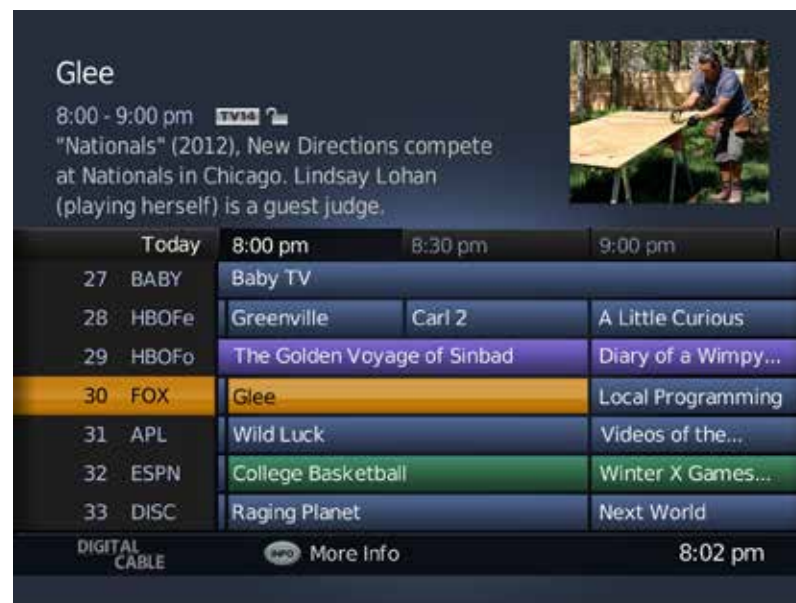 Glee
8:00 - 9:00 pm TV14
"Nationals" (2012), New Directions compete
at Nationals in Chicago. Lindsay Lohan
(playing herself) is a guest judge.
Today 8:00 pm 8:30 pm 9:00 pm
27 BABY Baby TV
28 HBOFe Greenville Carl 2 A Little Curious
29 HBOFo The Golden Voyage of Sinbad Diary of a Wimpy...
30 FOX Glee Local Programming
31 APL Wild Luck Videos of the...
32 ESPN College Basketball Winter X Games...
33 DISC Raging Planet Next World
DIGITAL CABLE INFO More Info 8:02 pm